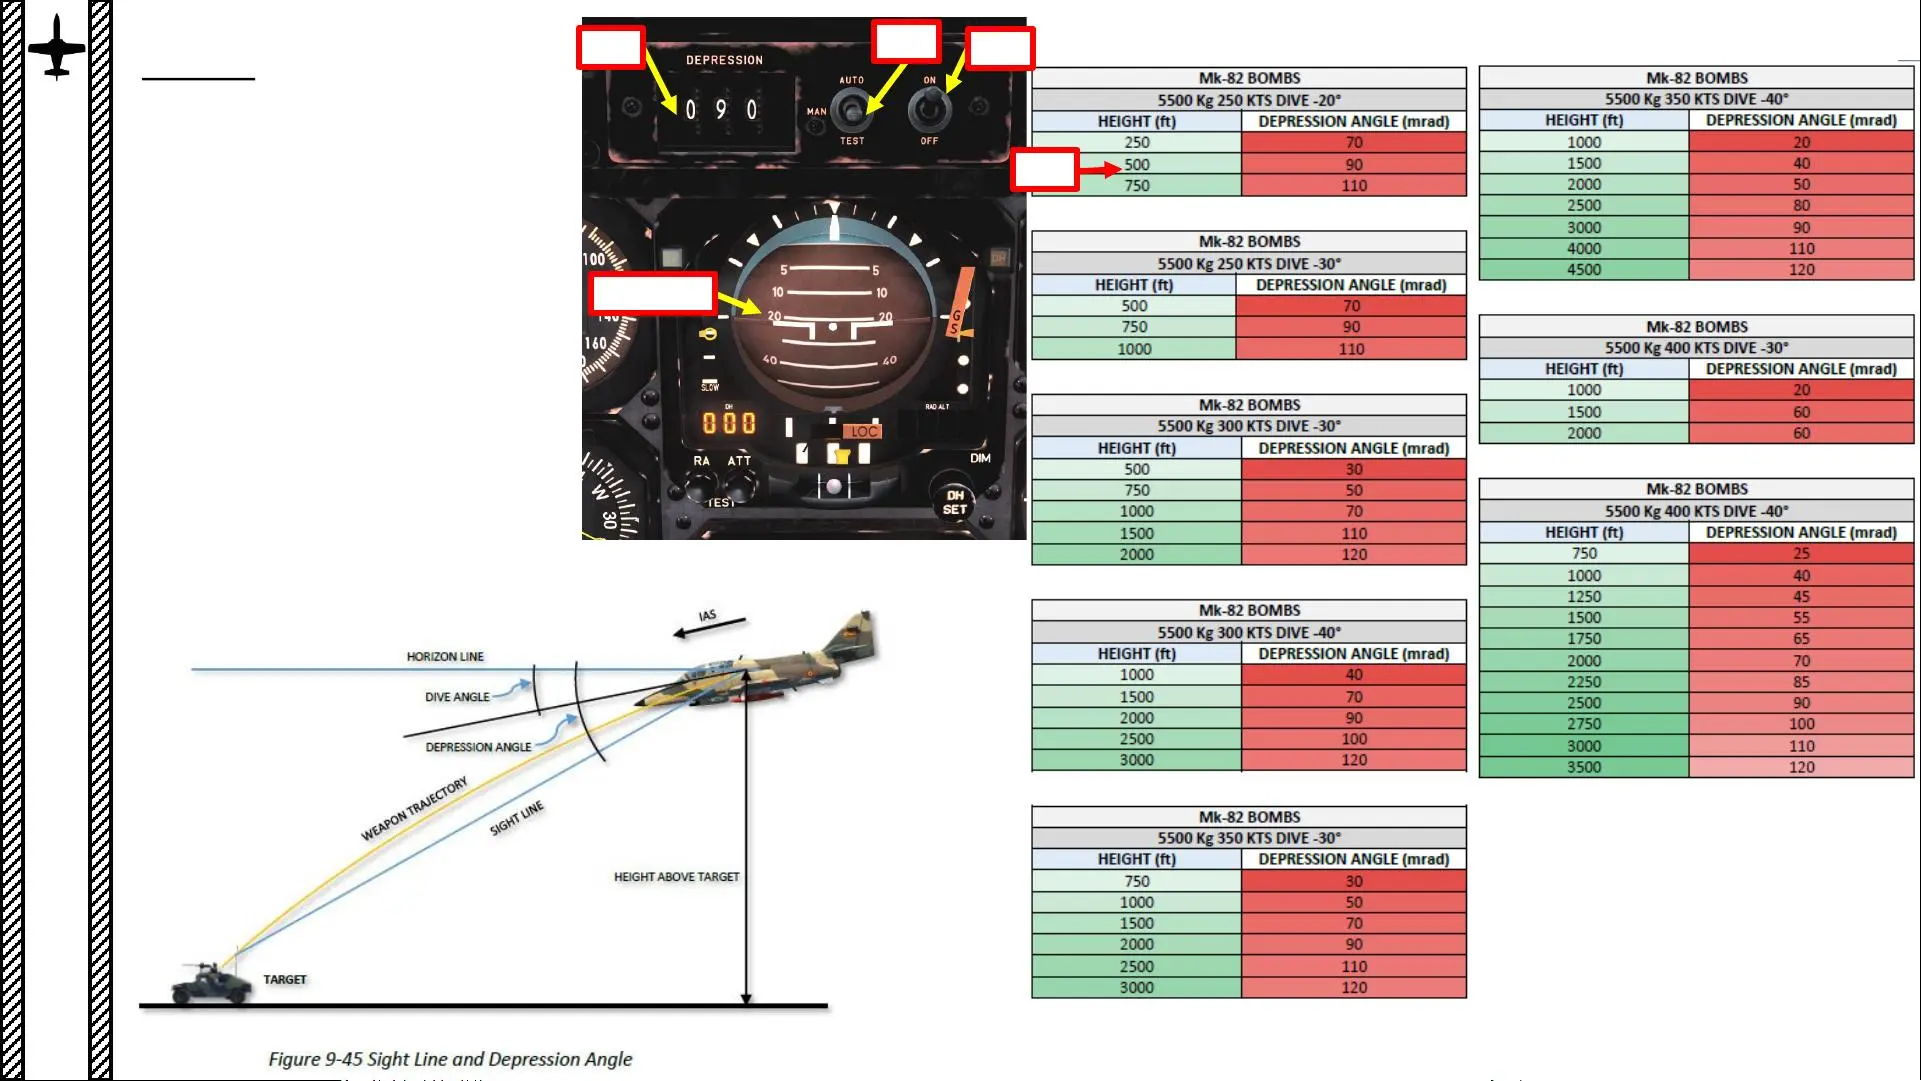 DEPRESSION
0 9 0
AUTO
MAN
TEST
ON
OFF
100
140
160
5 5
10 10
20 20
40 40
G
S
SLOW
DH
000
DH
RAD ALT
LOC
RA ATT
TEST
DIM
DH
SET
W
30
Mk-82 BOMBS
5500 Kg 250 KTS DIVE -20°
HEIGHT (ft) DEPRESSION ANGLE (mrad)
250 70
500 90
750 110
Mk-82 BOMBS
5500 Kg 250 KTS DIVE -30°
HEIGHT (ft) DEPRESSION ANGLE (mrad)
500 70
750 90
1000 110
Mk-82 BOMBS
5500 Kg 300 KTS DIVE -30°
HEIGHT (ft) DEPRESSION ANGLE (mrad)
500 30
750 50
1000 70
1500 110
2000 120
Mk-82 BOMBS
5500 Kg 300 KTS DIVE -40°
HEIGHT (ft) DEPRESSION ANGLE (mrad)
1000 40
1500 70
2000 90
2500 100
3000 120
Mk-82 BOMBS
5500 Kg 350 KTS DIVE -30°
HEIGHT (ft) DEPRESSION ANGLE (mrad)
750 30
1000 50
1500 70
2000 90
2500 110
3000 120
Mk-82 BOMBS
5500 Kg 350 KTS DIVE -40°
HEIGHT (ft) DEPRESSION ANGLE (mrad)
1000 20
1500 40
2000 50
2500 80
3000 90
4000 110
4500 120
Mk-82 BOMBS
5500 Kg 400 KTS DIVE -30°
HEIGHT (ft) DEPRESSION ANGLE (mrad)
1000 20
1500 60
2000 60
Mk-82 BOMBS
5500 Kg 400 KTS DIVE -40°
HEIGHT (ft) DEPRESSION ANGLE (mrad)
750 25
1000 40
1250 45
1500 55
1750 65
2000 70
2250 85
2500 90
2750 100
3000 110
3500 120
IAS
HORIZON LINE
DIVE ANGLE
DEPRESSION ANGLE
WEAPON TRAJECTORY
SIGHT LINE
HEIGHT ABOVE TARGET
TARGET
Figure 9-45 Sight Line and Depression Angle